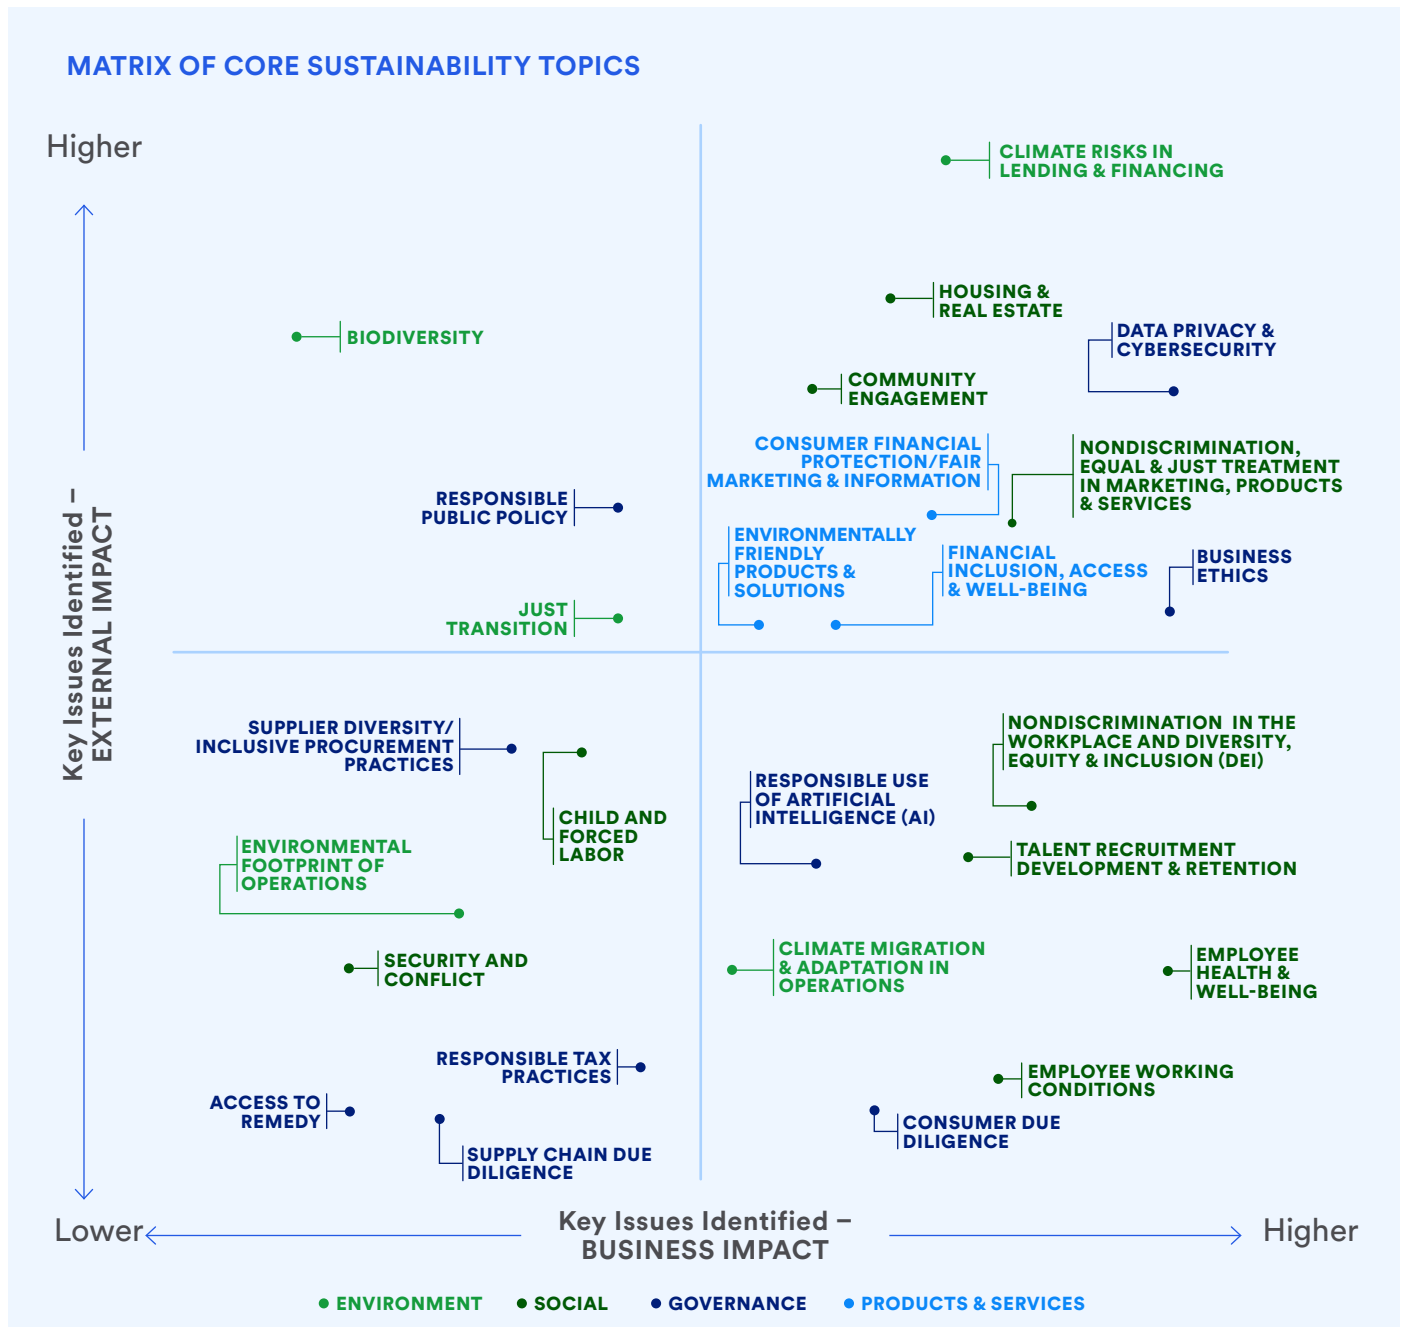 MATRIX OF CORE SUSTAINABILITY TOPICS
Higher
CLIMATE RISKS IN
LENDING & FINANCING
HOUSING &
REAL ESTATE
BIODIVERSITY
DATA PRIVACY &
CYBERSECURITY
COMMUNITY
ENGAGEMENT
CONSUMER FINANCIAL
PROTECTION/FAIR
MARKETING & INFORMATION
NONDISCRIMINATION,
EQUAL & JUST TREATMENT
IN MARKETING, PRODUCTS
& SERVICES
RESPONSIBLE
PUBLIC POLICY
ENVIRONMENTALLY
FRIENDLY
PRODUCTS &
SOLUTIONS
FINANCIAL
INCLUSION, ACCESS
& WELL-BEING
BUSINESS
ETHICS
JUST
TRANSITION
Key Issues Identified –
EXTERNAL IMPACT
SUPPLIER DIVERSITY/
INCLUSIVE PROCUREMENT
PRACTICES
NONDISCRIMINATION IN THE
WORKPLACE AND DIVERSITY,
EQUITY & INCLUSION (DEI)
RESPONSIBLE USE
OF ARTIFICIAL
INTELLIGENCE (AI)
CHILD AND
FORCED
LABOR
ENVIRONMENTAL
FOOTPRINT OF
OPERATIONS
TALENT RECRUITMENT
DEVELOPMENT & RETENTION
SECURITY AND
CONFLICT
CLIMATE MIGRATION
& ADAPTATION IN
OPERATIONS
EMPLOYEE
HEALTH &
WELL-BEING
RESPONSIBLE TAX
PRACTICES
EMPLOYEE WORKING
CONDITIONS
ACCESS TO
REMEDY
CONSUMER DUE
DILIGENCE
SUPPLY CHAIN DUE
DILIGENCE
Lower
Key Issues Identified –
BUSINESS IMPACT
Higher
ENVIRONMENT
SOCIAL
GOVERNANCE
PRODUCTS & SERVICES